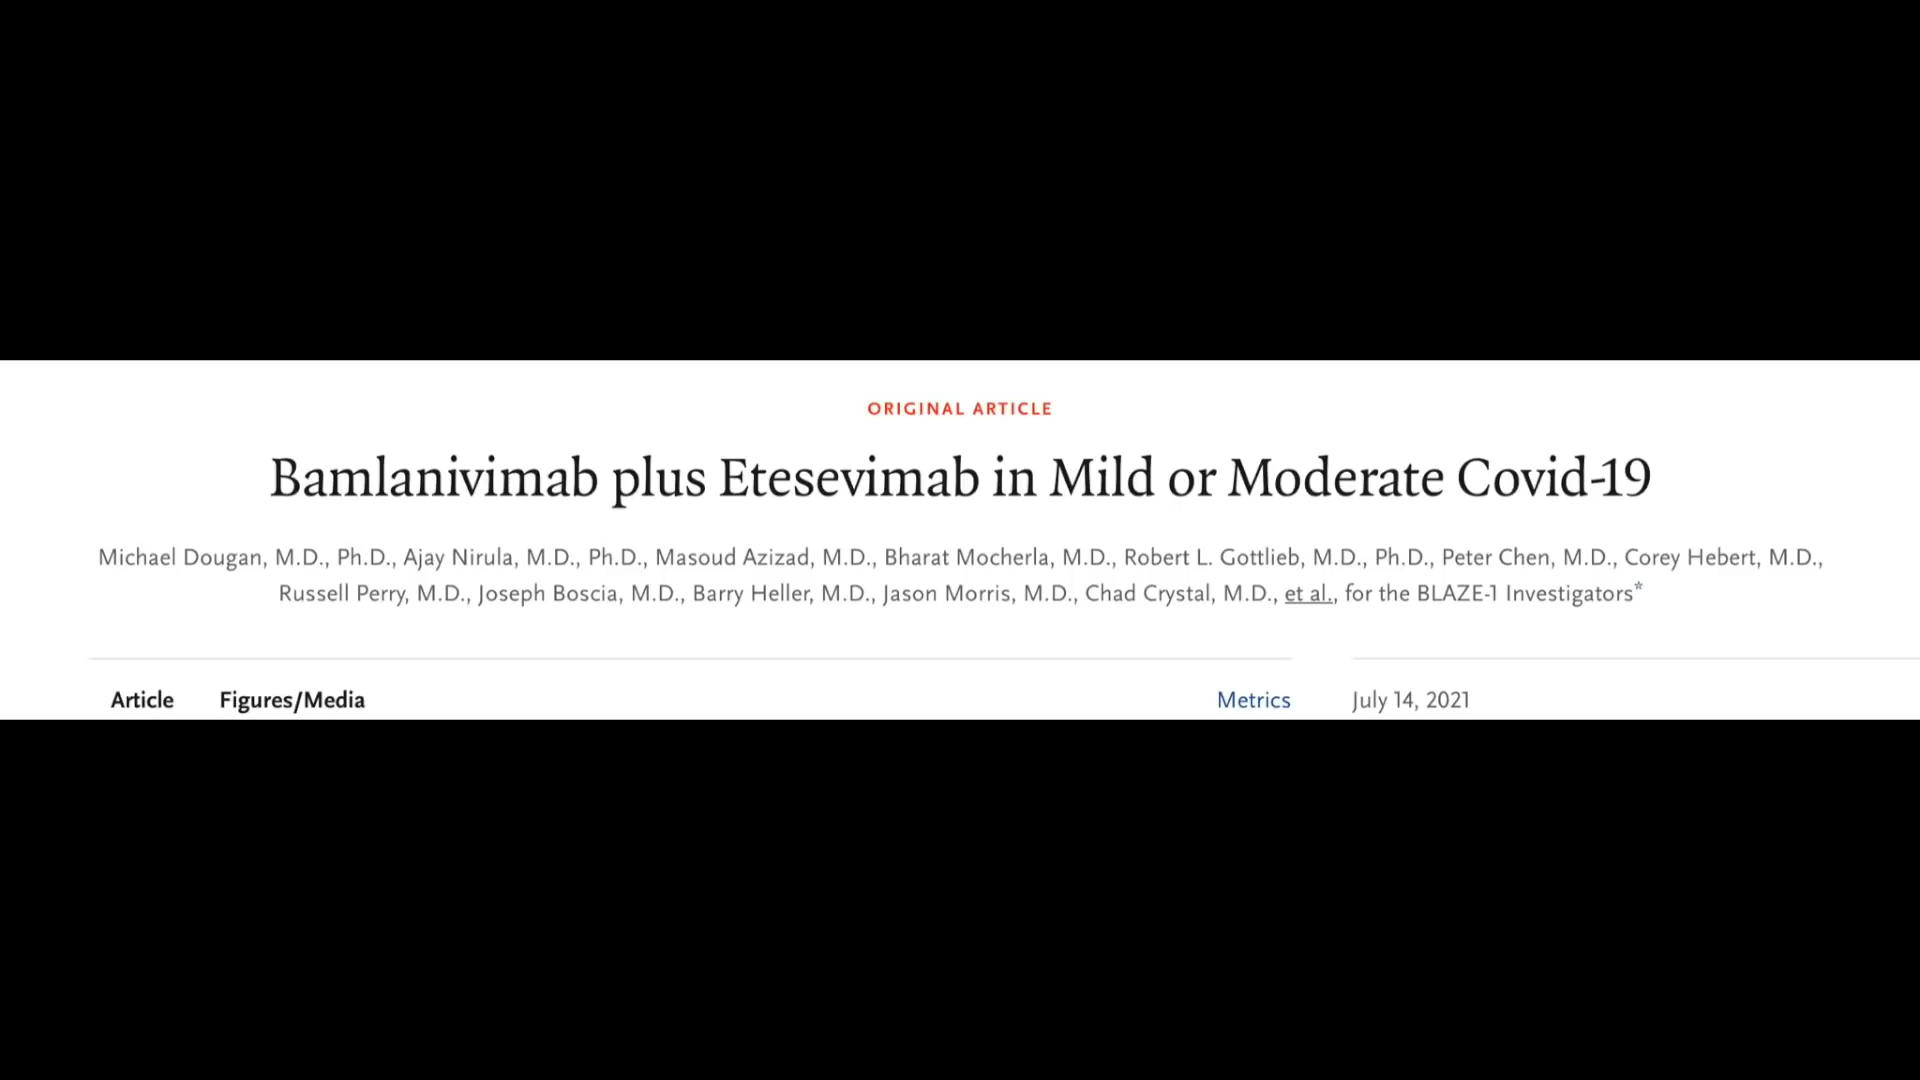 ORIGINAL ARTICLE
Bamlanivimab plus Etesevimab in Mild or Moderate Covid-19
Michael Dougan, M.D., Ph.D., Ajay Nirula, M.D., Ph.D., Masoud Azizad, M.D., Bharat Mocherla, M.D., Robert L. Gottlieb, M.D., Ph.D., Peter Chen, M.D., Corey Hebert, M.D.,
Russell Perry, M.D., Joseph Boscia, M.D., Barry Heller, M.D., Jason Morris, M.D., Chad Crystal, M.D., et al., for the BLAZE-1 Investigators*
Article Figures/Media Metrics July 14, 2021